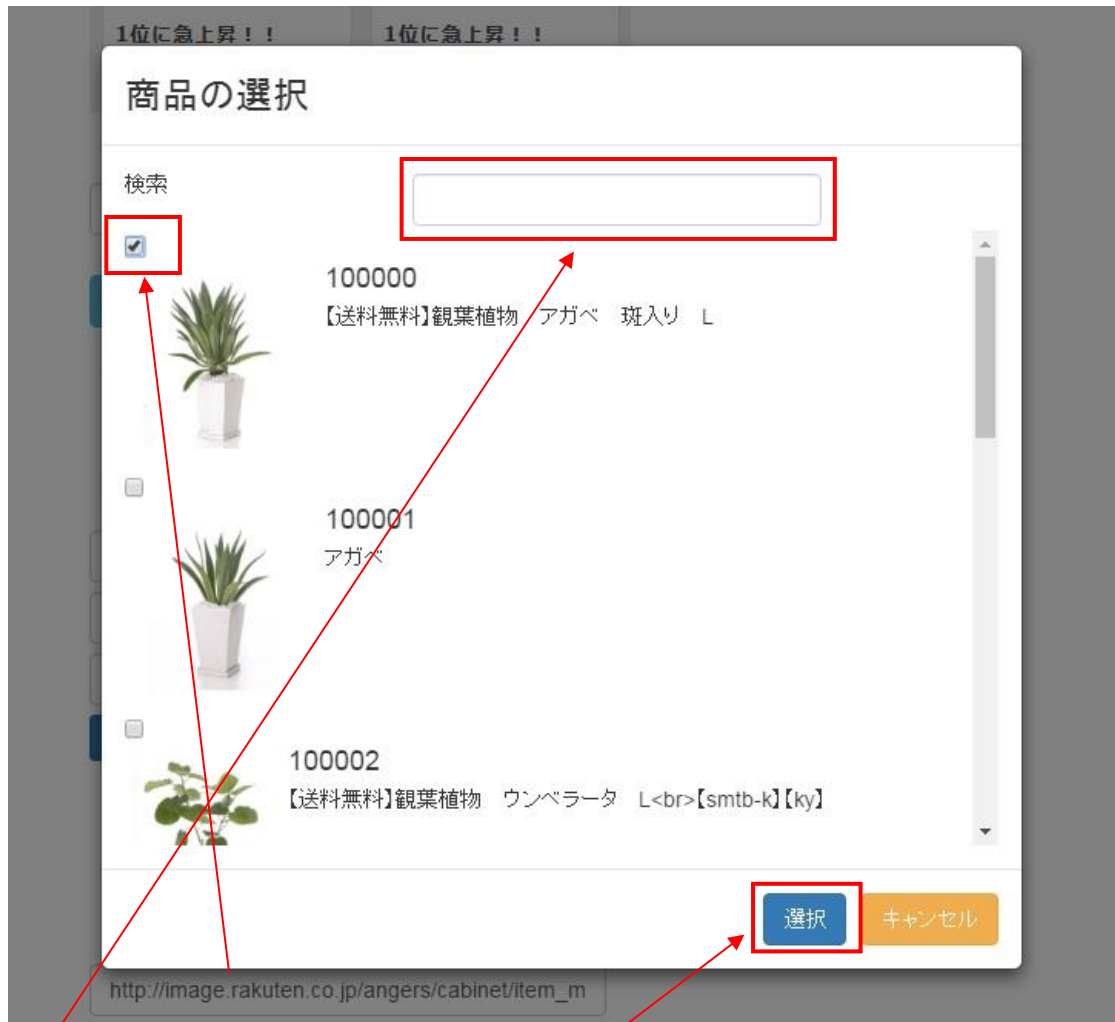 1位に急上昇!! 1位に急上昇!!
商品の選択
検索
100000
【送料無料】観葉植物　アガベ　斑入り　L
100001
アガベ
100002
【送料無料】観葉植物　ウンベラータ　L<br>【smtb-k】【ky】
選択 キャンセル
http://image.rakuten.co.jp/angers/cabinet/item_m